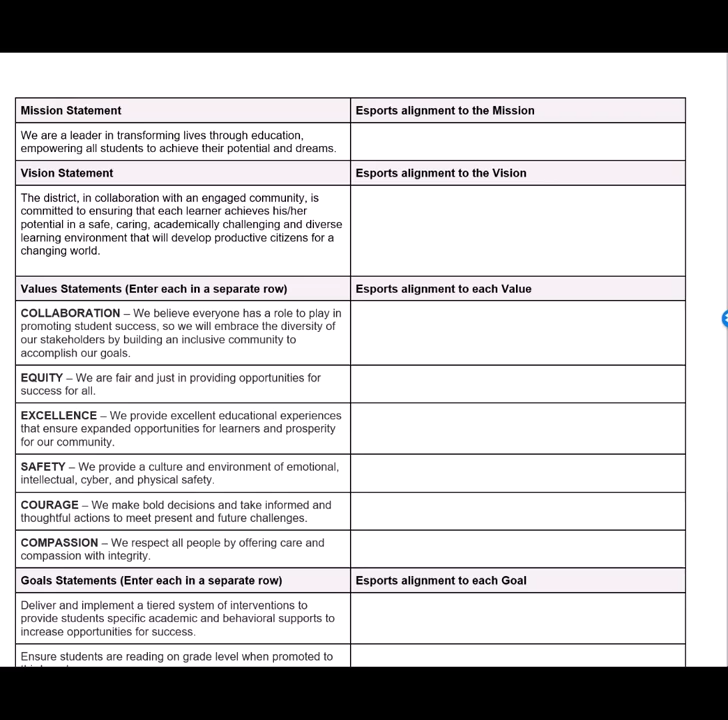 Mission Statement
Esports alignment to the Mission
We are a leader in transforming lives through education,
empowering all students to achieve their potential and dreams.
Vision Statement
Esports alignment to the Vision
The district, in collaboration with an engaged community, is
committed to ensuring that each learner achieves his/her
potential in a safe, caring, academically challenging and diverse
learning environment that will develop productive citizens for a
changing world.
Values Statements (Enter each in a separate row)
Esports alignment to each Value
COLLABORATION – We believe everyone has a role to play in
promoting student success, so we will embrace the diversity of
our stakeholders by building an inclusive community to
accomplish our goals.
EQUITY – We are fair and just in providing opportunities for
success for all.
EXCELLENCE – We provide excellent educational experiences
that ensure expanded opportunities for learners and prosperity
for our community.
SAFETY – We provide a culture and environment of emotional,
intellectual, cyber, and physical safety.
COURAGE – We make bold decisions and take informed and
thoughtful actions to meet present and future challenges.
COMPASSION – We respect all people by offering care and
compassion with integrity.
Goals Statements (Enter each in a separate row)
Esports alignment to each Goal
Deliver and implement a tiered system of interventions to
provide students specific academic and behavioral supports to
increase opportunities for success.
Ensure students are reading on grade level when promoted to